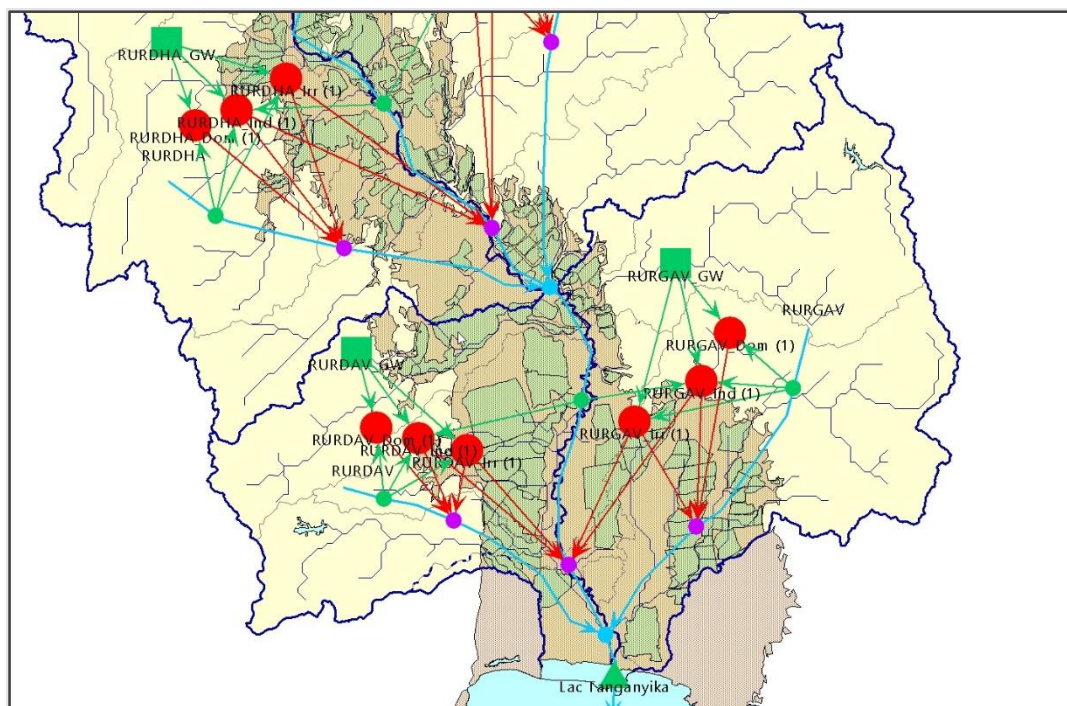 RURDHA_GW
RURDHA_Irr (1)
RURDHA_Ind (1)
RURDHA_Dom (1)
RURDHA
RURGAV_GW
RURGAV
RURGAV_Dom (1)
RURDAV_GW
RURGAV_Ind (1)
RURGAV_Irr (1)
RURDAV_Dom (1)
RURDAV_Ind (1)
RURDAV_Irr (1)
RURDAV
Lac Tanganyika